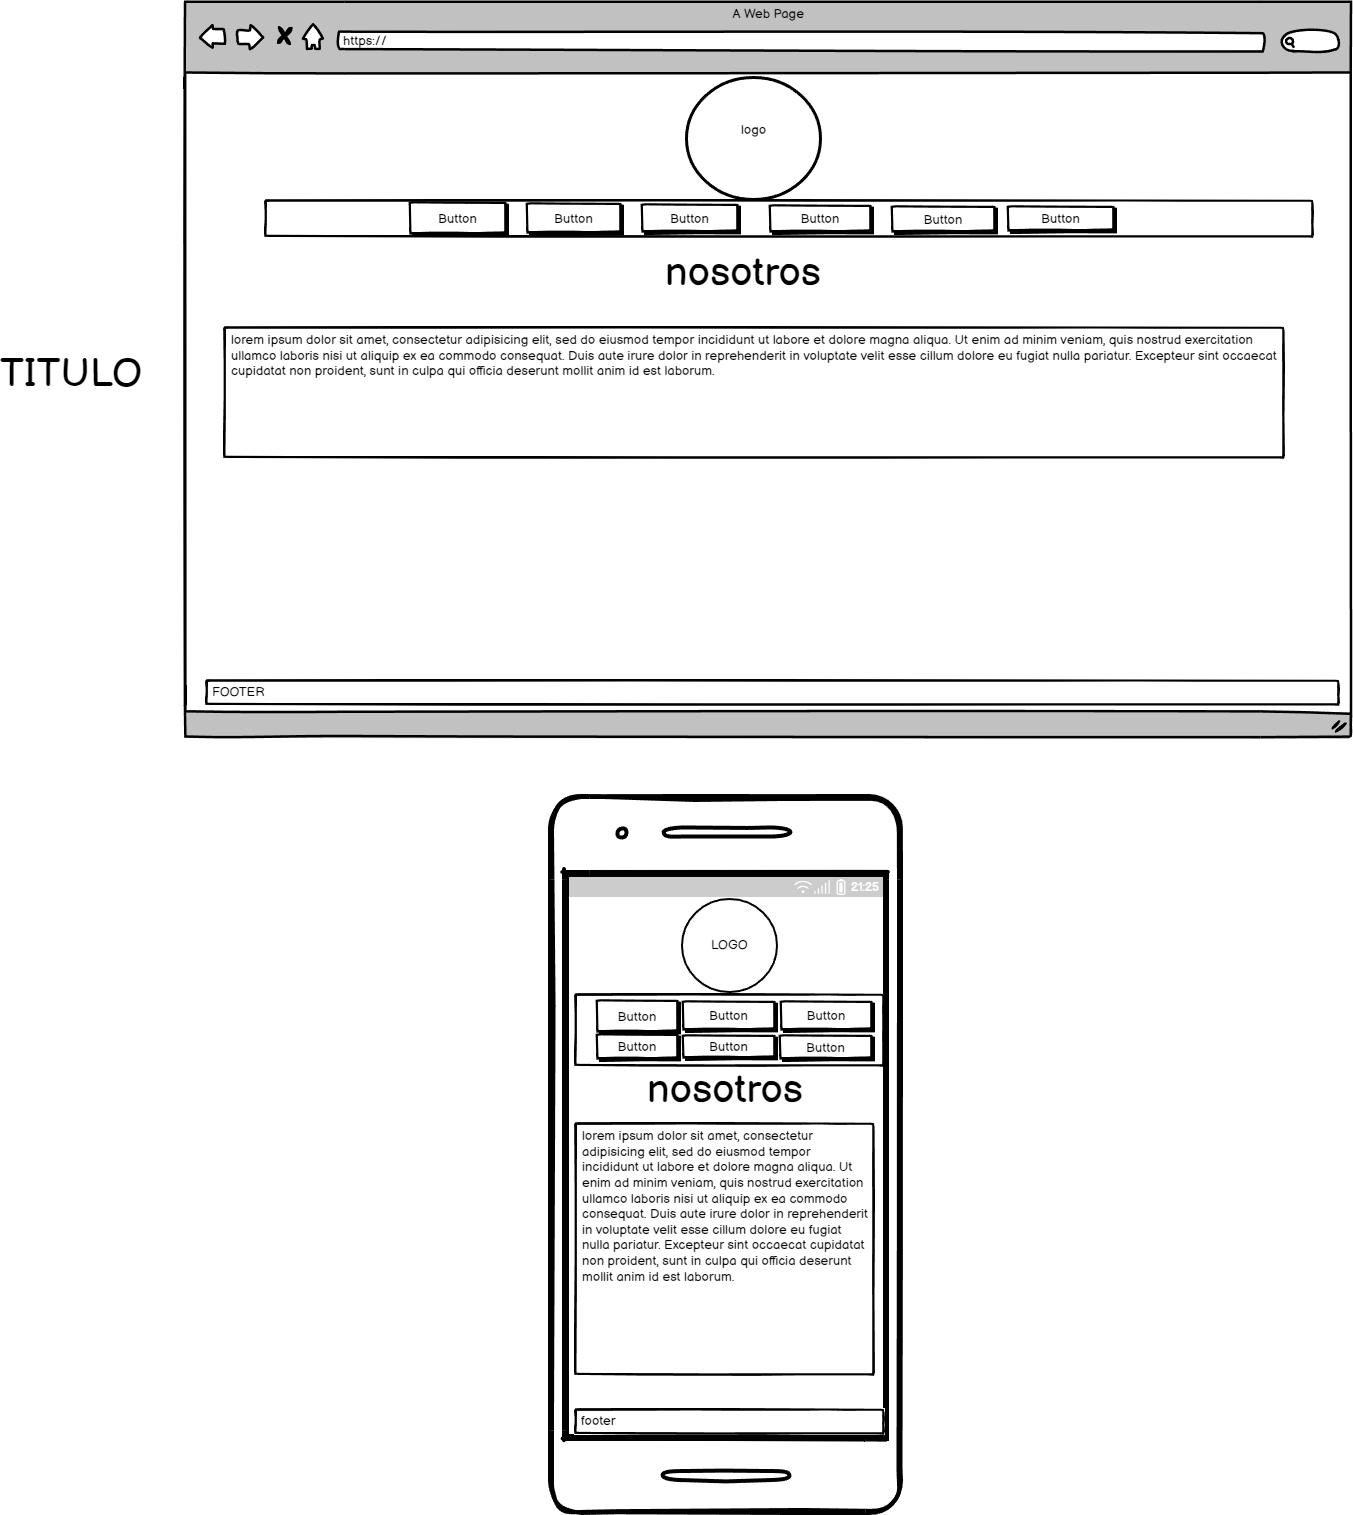 A Web Page
https://
logo
Button Button Button Button Button Button
nosotros
TITULO
lorem ipsum dolor sit amet, consectetur adipisicing elit, sed do eiusmod tempor incididunt ut labore et dolore magna aliqua. Ut enim ad minim veniam, quis nostrud exercitation
ullamco laboris nisi ut aliquip ex ea commodo consequat. Duis aute irure dolor in reprehenderit in voluptate velit esse cillum dolore eu fugiat nulla pariatur. Excepteur sint occaecat
cupidatat non proident, sunt in culpa qui officia deserunt mollit anim id est laborum.
FOOTER
21:25
LOGO
Button Button Button
Button Button Button
nosotros
lorem ipsum dolor sit amet, consectetur
adipisicing elit, sed do eiusmod tempor
incididunt ut labore et dolore magna aliqua. Ut
enim ad minim veniam, quis nostrud exercitation
ullamco laboris nisi ut aliquip ex ea commodo
consequat. Duis aute irure dolor in reprehenderit
in voluptate velit esse cillum dolore eu fugiat
nulla pariatur. Excepteur sint occaecat cupidatat
non proident, sunt in culpa qui officia deserunt
mollit anim id est laborum.
footer